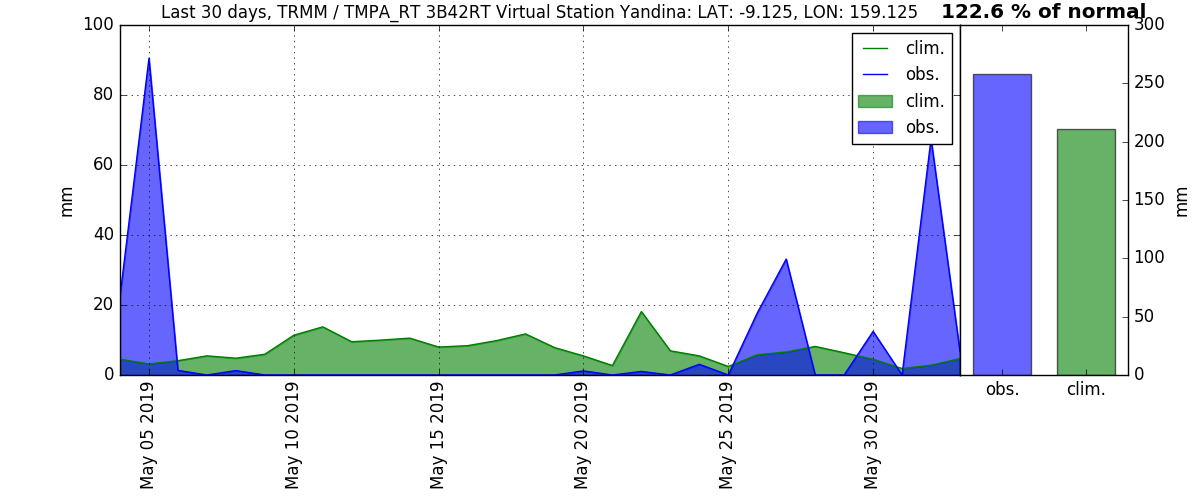 Last 30 days, TRMM / TMPA_RT 3B42RT Virtual Station Yandina: LAT: -9.125, LON: 159.125
122.6 % of normal
100
80
60
40
20
0
mm
clim.
obs.
clim.
obs.
300
250
200
150
100
50
0
mm
obs.
clim.
May 05 2019
May 10 2019
May 15 2019
May 20 2019
May 25 2019
May 30 2019